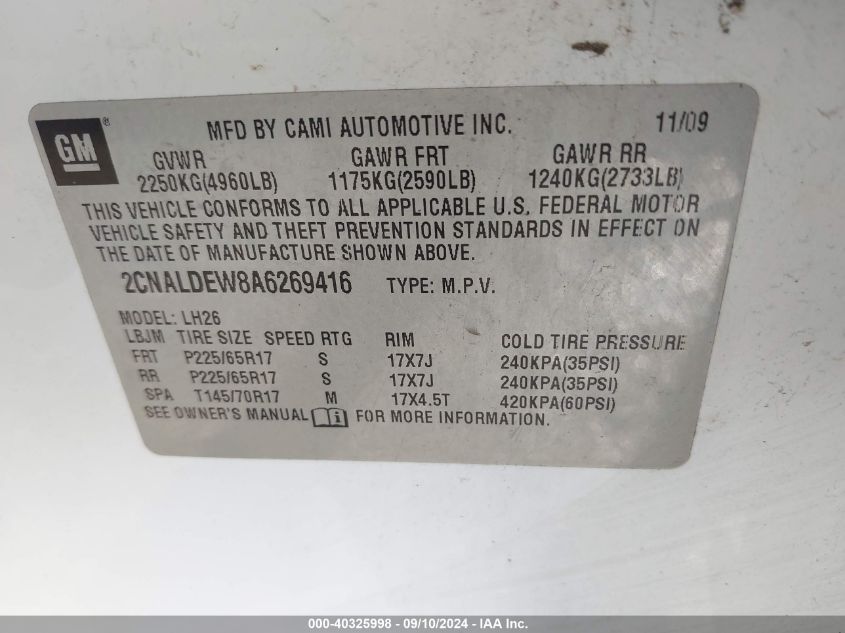 GM ®
MFD BY CAMI AUTOMOTIVE INC. 11/09
GVWR GAWR FRT GAWR RR
2250KG(4960LB) 1175KG(2590LB) 1240KG(2733LB)
THIS VEHICLE CONFORMS TO ALL APPLICABLE U.S. FEDERAL MOTOR
VEHICLE SAFETY AND THEFT PREVENTION STANDARDS IN EFFECT ON
THE DATE OF MANUFACTURE SHOWN ABOVE.
2CNALDEW8A6269416 TYPE: M.P.V.
MODEL: LH26
LBJM TIRE SIZE SPEED RTG RIM COLD TIRE PRESSURE
FRT P225/65R17 S 17X7J 240KPA(35PSI)
RR P225/65R17 S 17X7J 240KPA(35PSI)
SPA T145/70R17 M 17X4.5T 420KPA(60PSI)
SEE OWNER'S MANUAL FOR MORE INFORMATION.
000-40325998 - 09/10/2024 - IAA Inc.